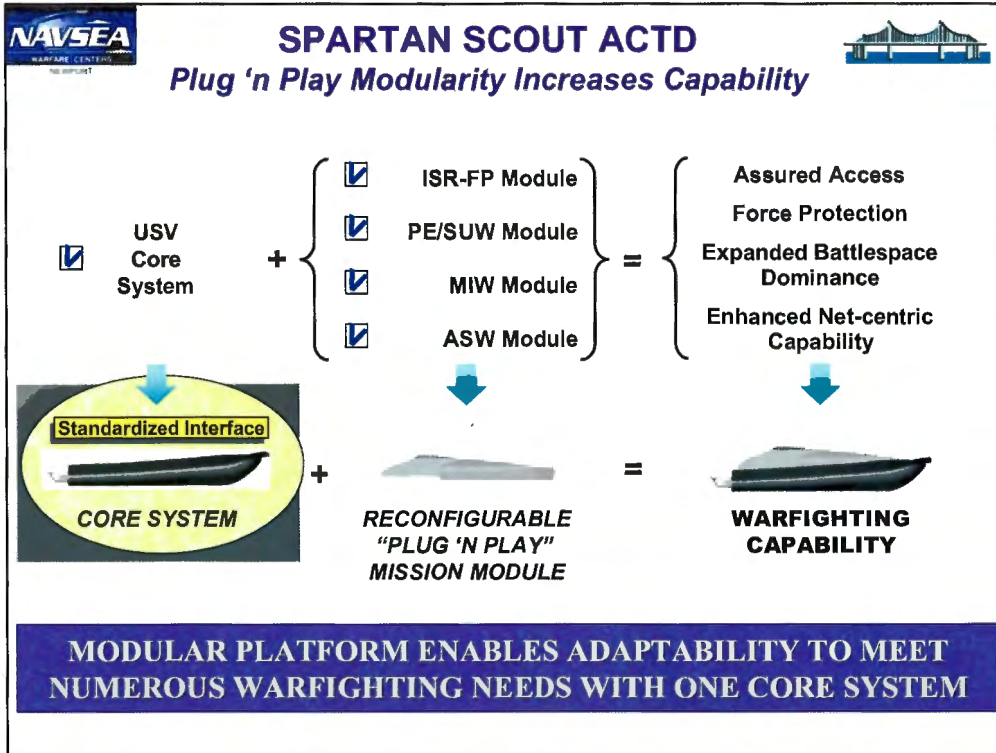 NAVSEA
WARFARE CENTERS
NEWPORT
SPARTAN SCOUT ACTD
Plug 'n Play Modularity Increases Capability
USV
Core
System
+
ISR-FP Module
PE/SUW Module
MIW Module
ASW Module
=
Assured Access
Force Protection
Expanded Battlespace
Dominance
Enhanced Net-centric
Capability
Standardized Interface
CORE SYSTEM
+
RECONFIGURABLE
"PLUG 'N PLAY"
MISSION MODULE
=
WARFIGHTING
CAPABILITY
MODULAR PLATFORM ENABLES ADAPTABILITY TO MEET
NUMEROUS WARFIGHTING NEEDS WITH ONE CORE SYSTEM